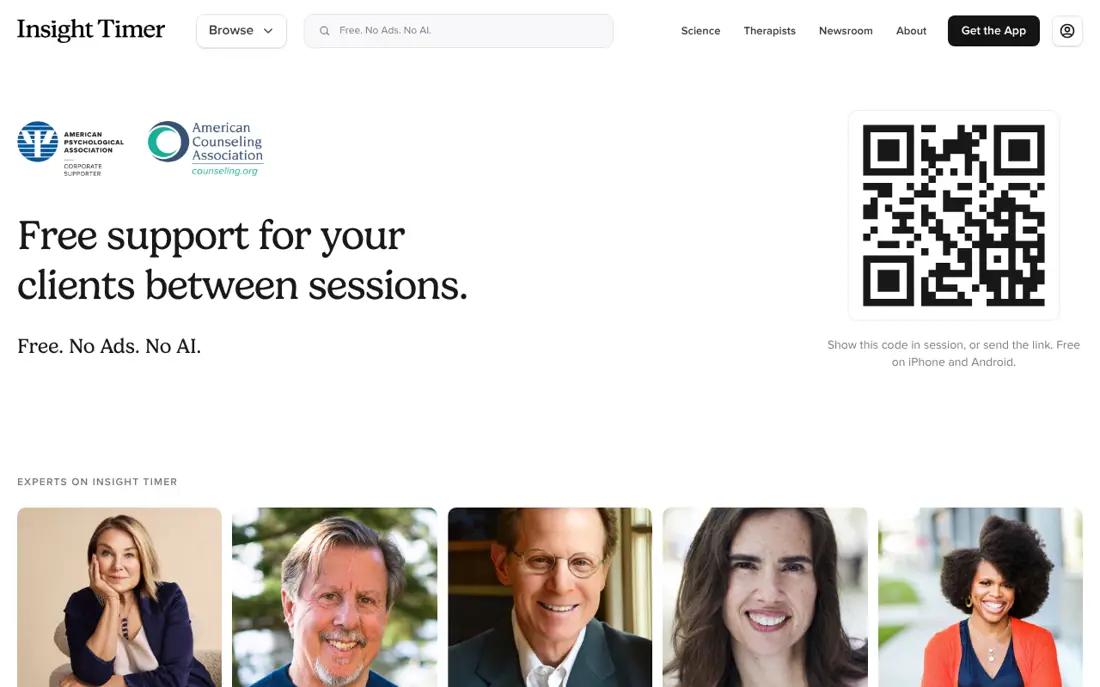 Insight Timer
Browse
Free. No Ads. No AI.
Science
Therapists
Newsroom
About
Get the App
AMERICAN
PSYCHOLOGICAL
ASSOCIATION
CORPORATE
SUPPORTER
American
Counseling
Association
counseling.org
Free support for your
clients between sessions.
Free. No Ads. No AI.
Show this code in session, or send the link. Free
on iPhone and Android.
EXPERTS ON INSIGHT TIMER